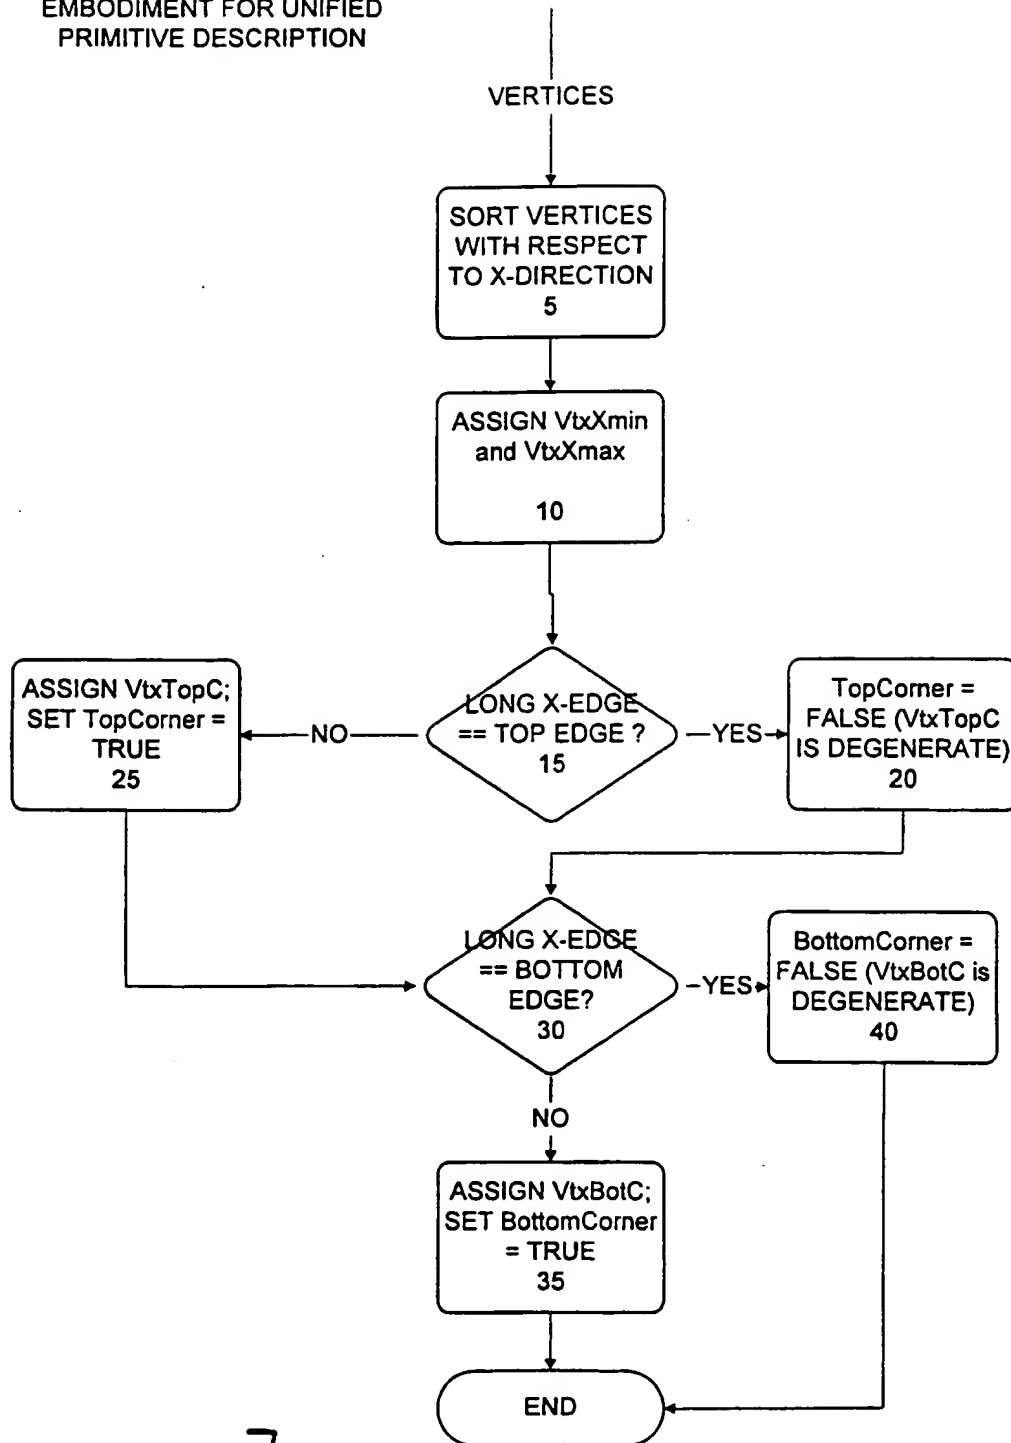 EMBODIMENT FOR UNIFIED
PRIMITIVE DESCRIPTION
VERTICES
SORT VERTICES
WITH RESPECT
TO X-DIRECTION
5
ASSIGN VtxXmin
and VtxXmax
10
LONG X-EDGE
== TOP EDGE ?
15
NO
YES
ASSIGN VtxTopC;
SET TopCorner =
TRUE
25
TopCorner =
FALSE (VtxTopC
IS DEGENERATE)
20
LONG X-EDGE
== BOTTOM
EDGE?
30
YES
BottomCorner =
FALSE (VtxBotC is
DEGENERATE)
40
NO
ASSIGN VtxBotC;
SET BottomCorner
= TRUE
35
END